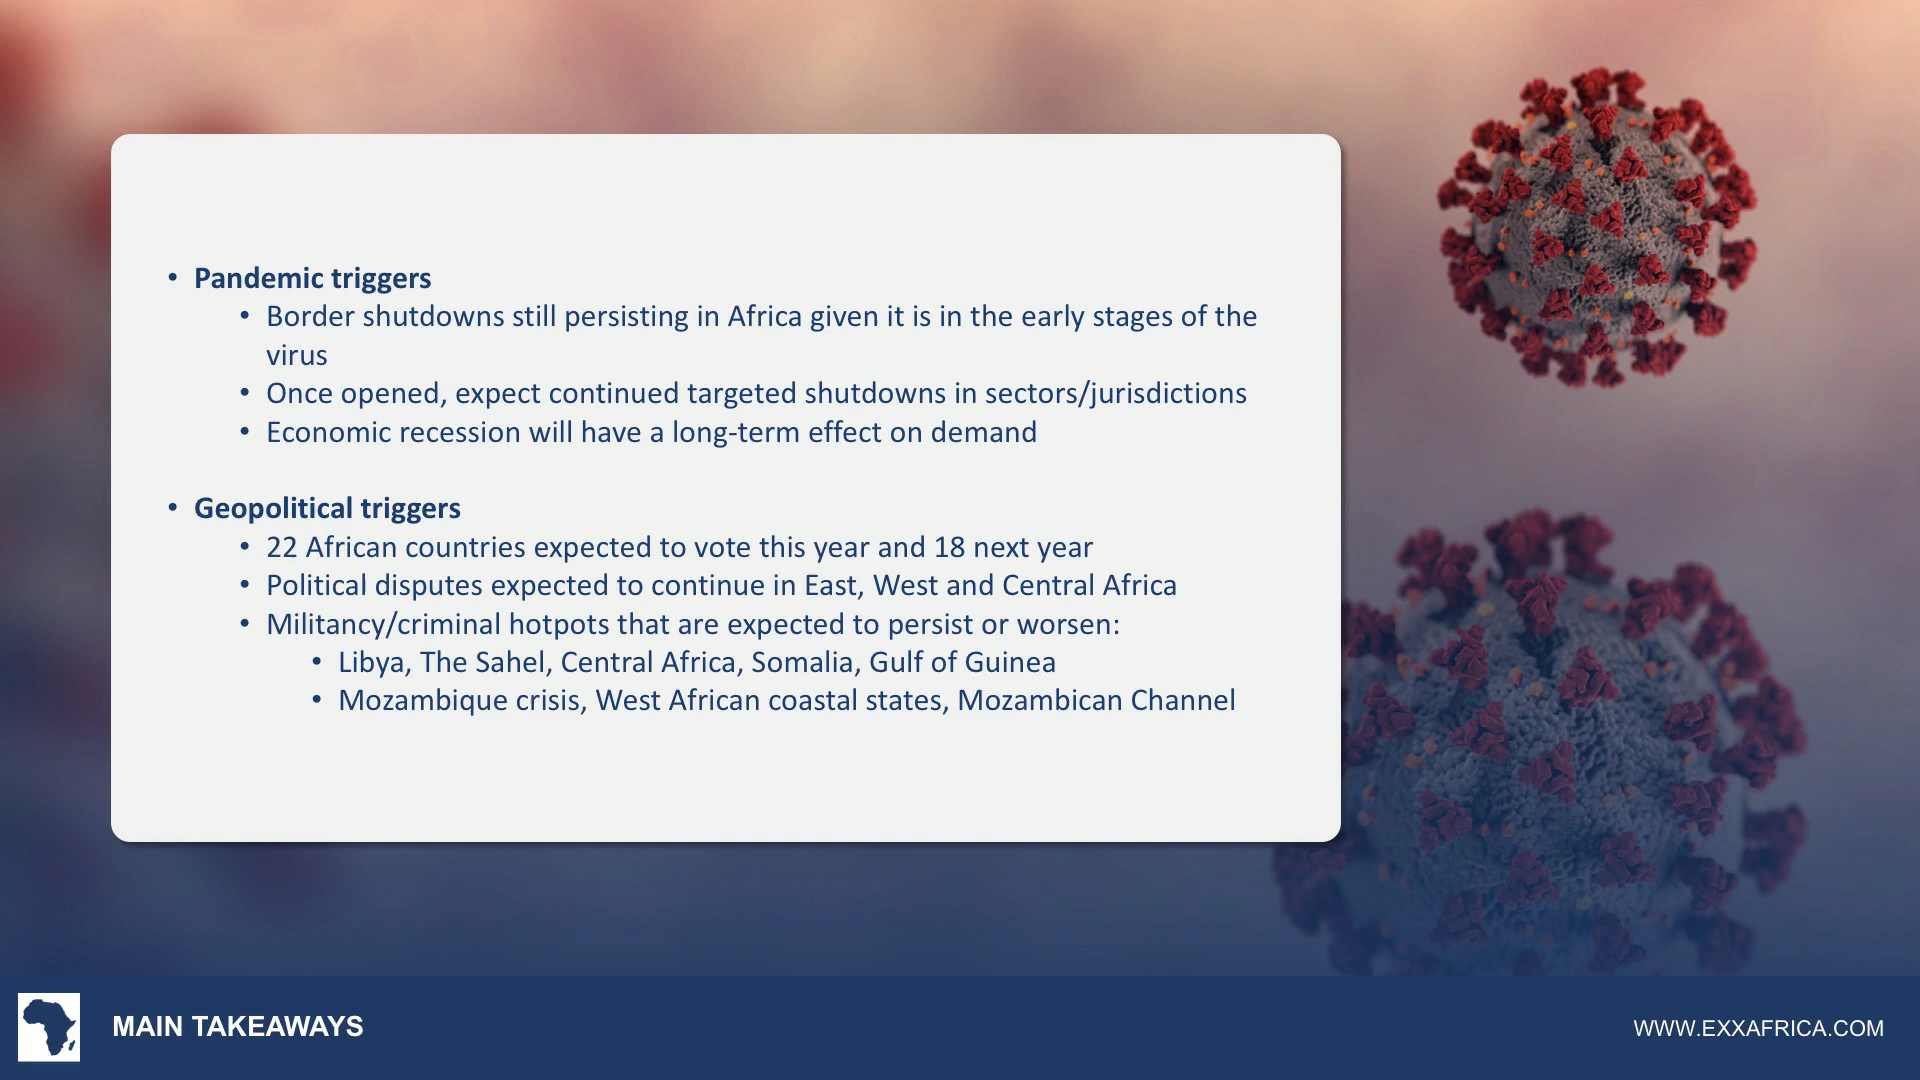 • Pandemic triggers
• Border shutdowns still persisting in Africa given it is in the early stages of the
virus
• Once opened, expect continued targeted shutdowns in sectors/jurisdictions
• Economic recession will have a long-term effect on demand
• Geopolitical triggers
• 22 African countries expected to vote this year and 18 next year
• Political disputes expected to continue in East, West and Central Africa
• Militancy/criminal hotpots that are expected to persist or worsen:
• Libya, The Sahel, Central Africa, Somalia, Gulf of Guinea
• Mozambique crisis, West African coastal states, Mozambican Channel
MAIN TAKEAWAYS
WWW.EXXAFRICA.COM